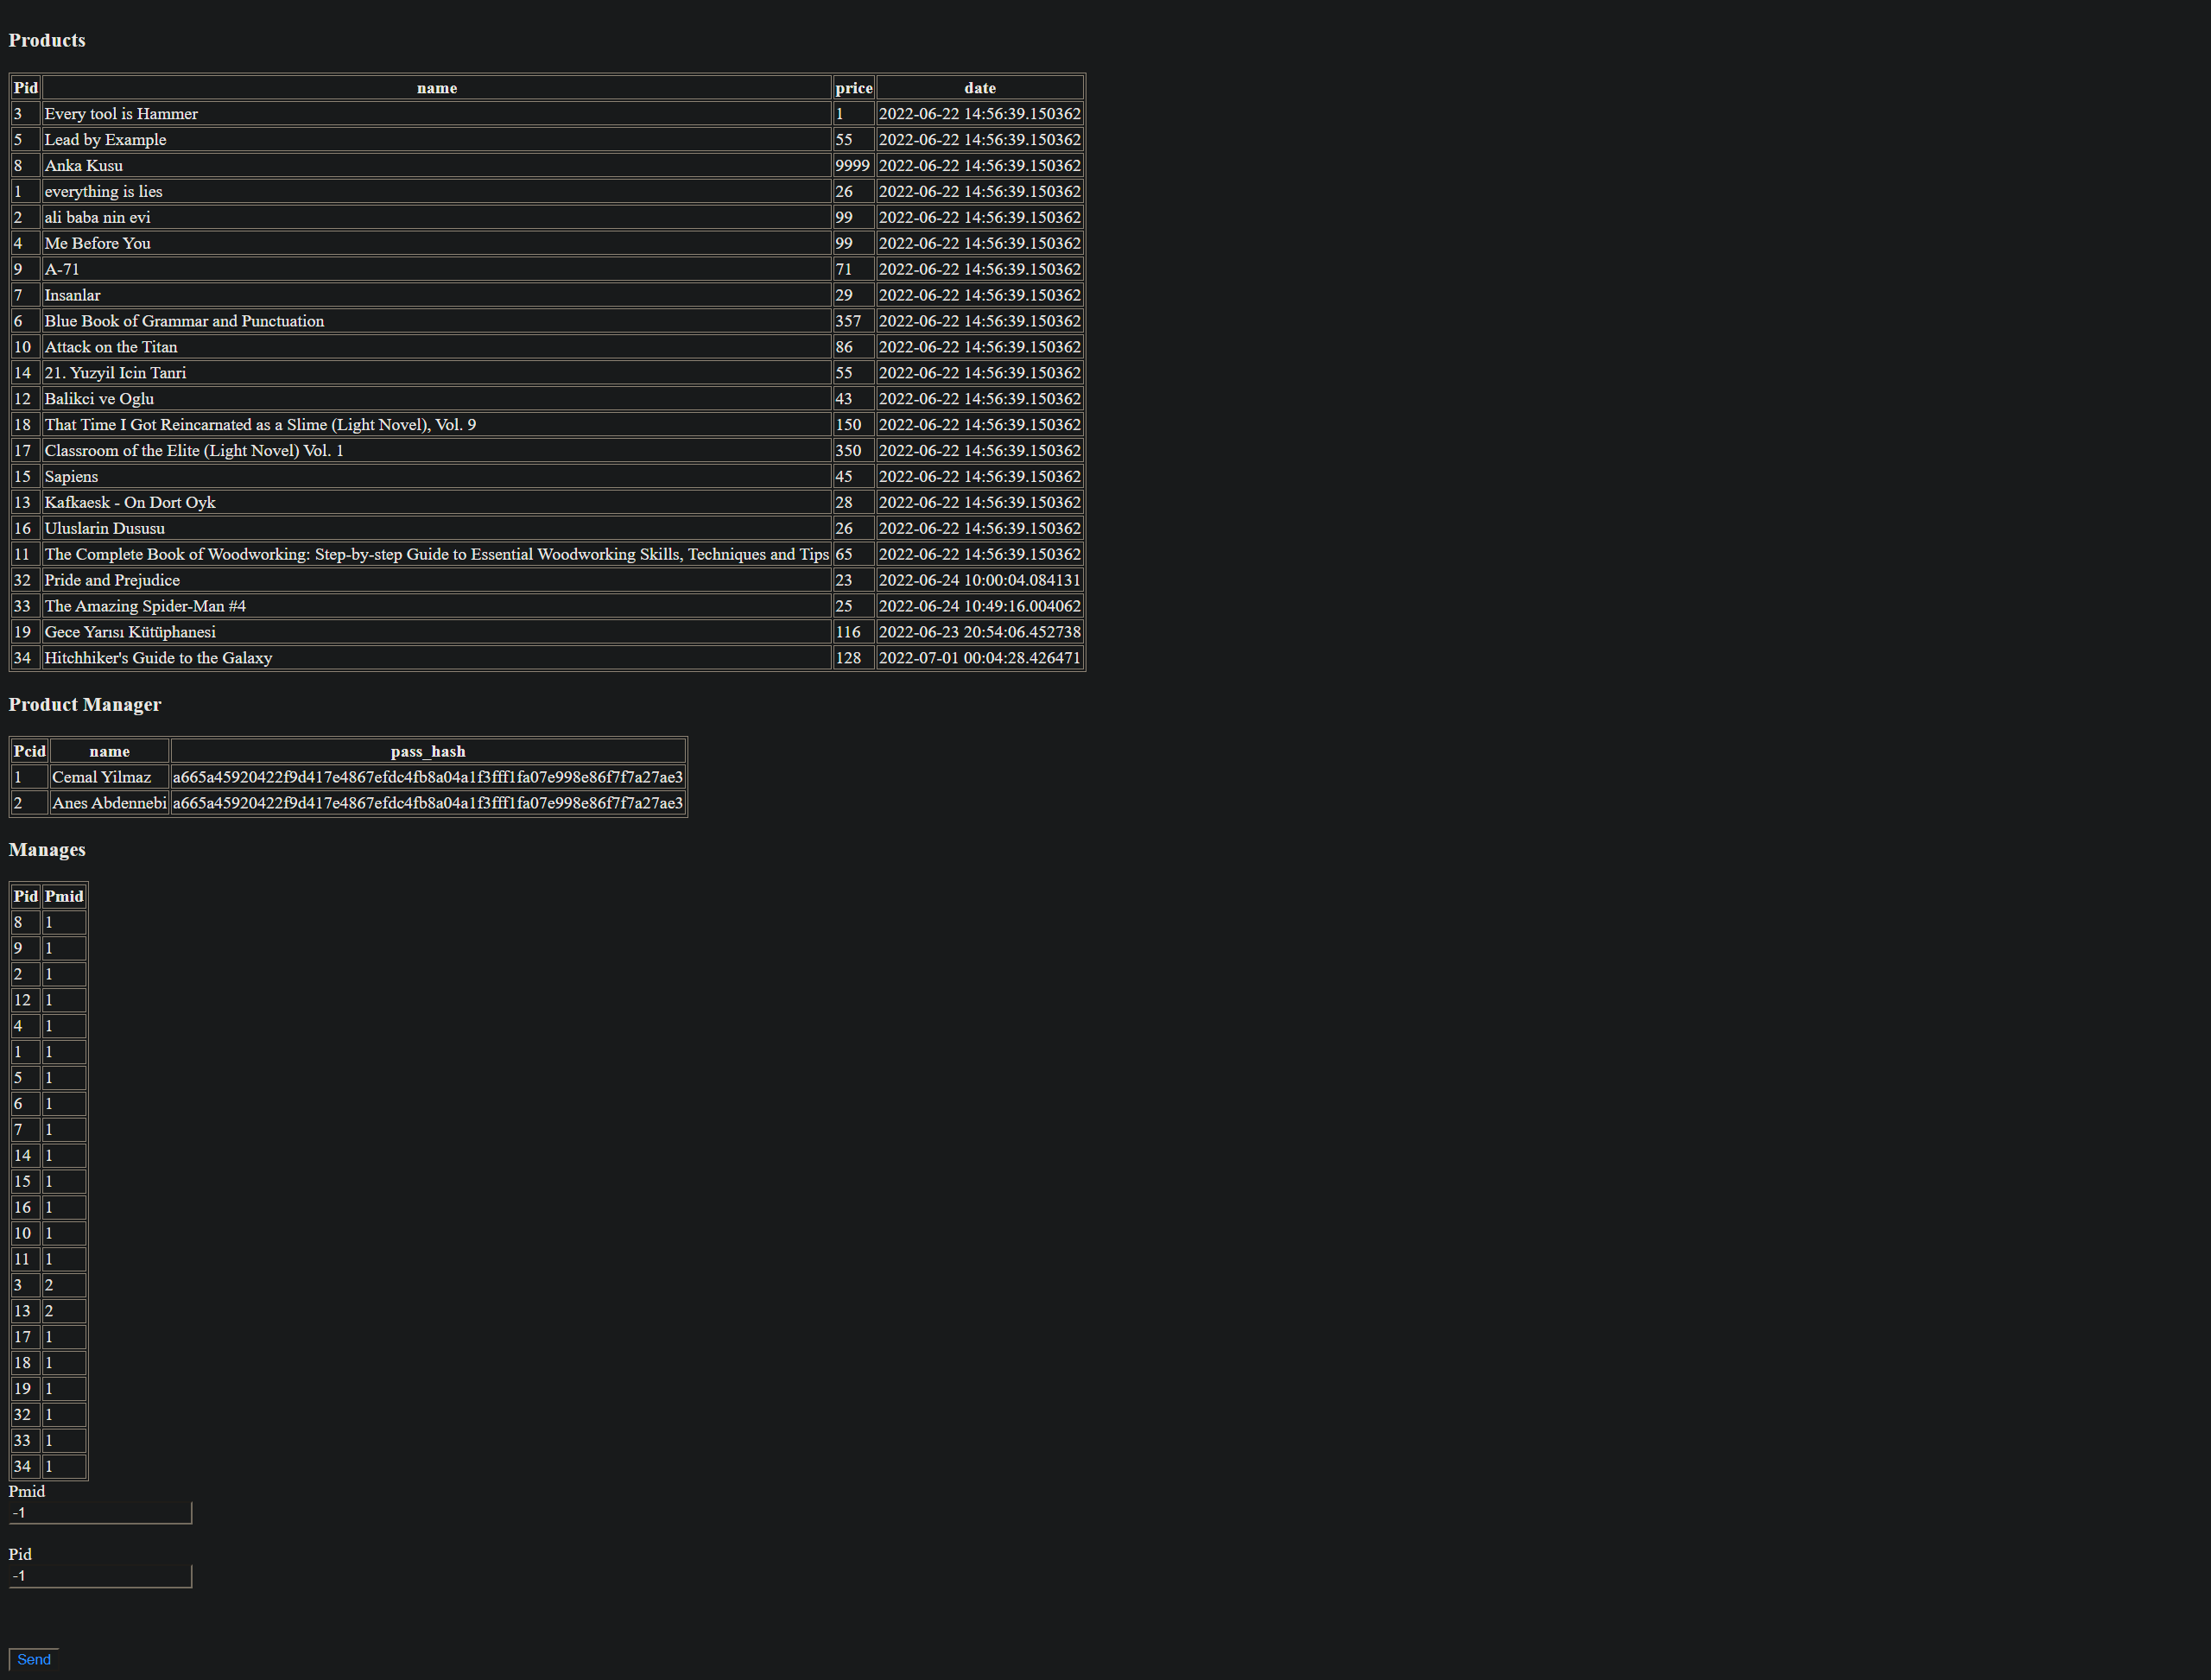 Products
Pid name price date
3 Every tool is Hammer 1 2022-06-22 14:56:39.150362
5 Lead by Example 55 2022-06-22 14:56:39.150362
8 Anka Kusu 9999 2022-06-22 14:56:39.150362
1 everything is lies 26 2022-06-22 14:56:39.150362
2 ali baba nin evi 99 2022-06-22 14:56:39.150362
4 Me Before You 99 2022-06-22 14:56:39.150362
9 A-71 71 2022-06-22 14:56:39.150362
7 Insanlar 29 2022-06-22 14:56:39.150362
6 Blue Book of Grammar and Punctuation 357 2022-06-22 14:56:39.150362
10 Attack on the Titan 86 2022-06-22 14:56:39.150362
14 21. Yuzyil Icin Tanri 55 2022-06-22 14:56:39.150362
12 Balikci ve Oglu 43 2022-06-22 14:56:39.150362
18 That Time I Got Reincarnated as a Slime (Light Novel), Vol. 9 150 2022-06-22 14:56:39.150362
17 Classroom of the Elite (Light Novel) Vol. 1 350 2022-06-22 14:56:39.150362
15 Sapiens 45 2022-06-22 14:56:39.150362
13 Kafkaesk - On Dort Oyk 28 2022-06-22 14:56:39.150362
16 Uluslarin Dususu 26 2022-06-22 14:56:39.150362
11 The Complete Book of Woodworking: Step-by-step Guide to Essential Woodworking Skills, Techniques and Tips 65 2022-06-22 14:56:39.150362
32 Pride and Prejudice 23 2022-06-24 10:00:04.084131
33 The Amazing Spider-Man #4 25 2022-06-24 10:49:16.004062
19 Gece Yarısı Kütüphanesi 116 2022-06-23 20:54:06.452738
34 Hitchhiker's Guide to the Galaxy 128 2022-07-01 00:04:28.426471
Product Manager
Pcid name pass_hash
1 Cemal Yilmaz a665a45920422f9d417e4867efdc4fb8a04a1f3fff1fa07e998e86f7f7a27ae3
2 Anes Abdennebi a665a45920422f9d417e4867efdc4fb8a04a1f3fff1fa07e998e86f7f7a27ae3
Manages
Pid Pmid
8 1
9 1
2 1
12 1
4 1
1 1
5 1
6 1
7 1
14 1
15 1
16 1
10 1
11 1
3 2
13 2
17 1
18 1
19 1
32 1
33 1
34 1
Pmid
-1
Pid
-1
Send